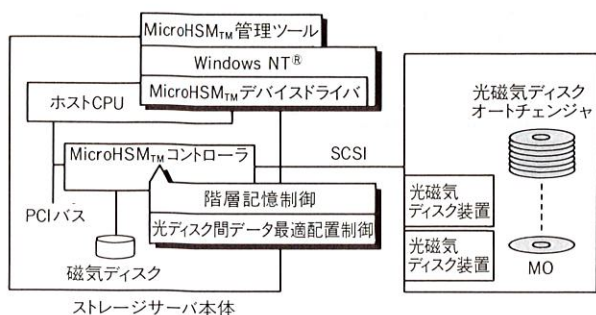 MicroHSM™管理ツール
Windows NT®
MicroHSM™デバイスドライバ
ホストCPU
MicroHSM™コントローラ
SCSI
階層記憶制御
光ディスク間データ最適配置制御
PCIバス
磁気ディスク
ストレージサーバ本体
光磁気ディスク
オートチェンジャ
光磁気
ディスク装置
光磁気
ディスク装置
MO